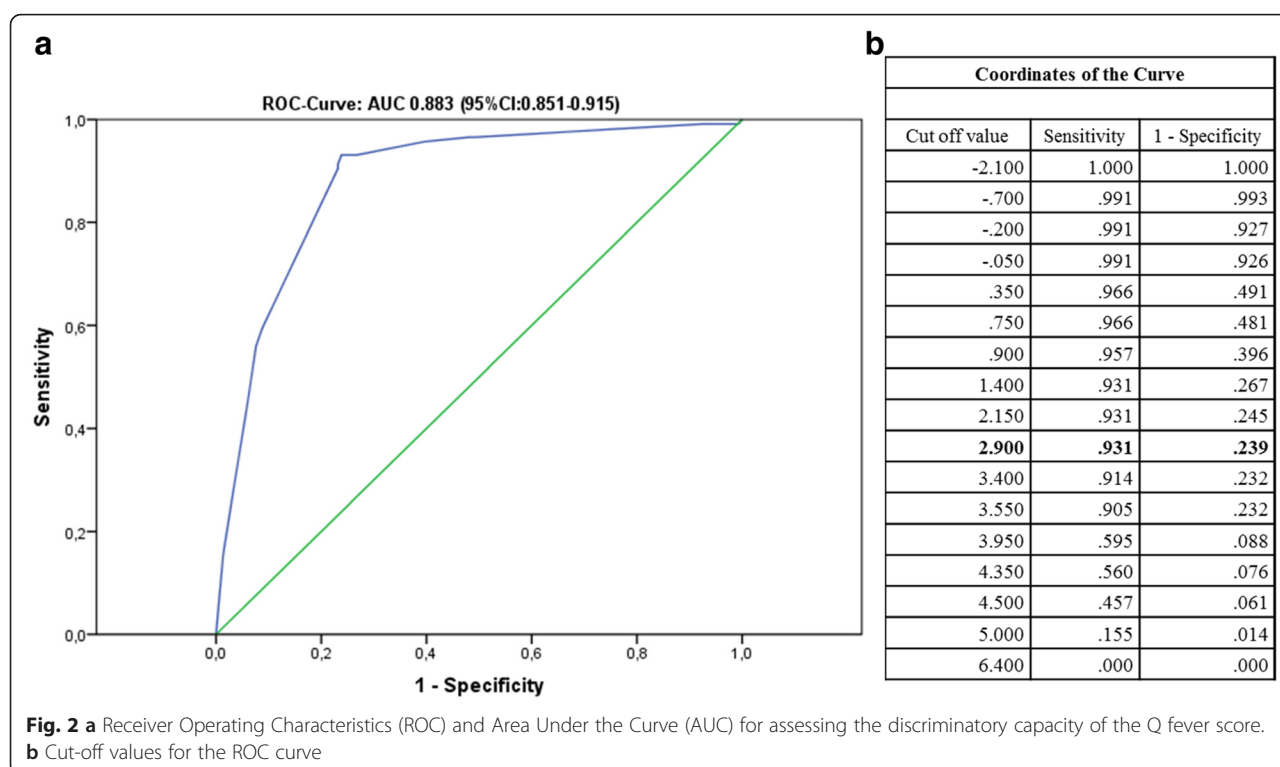 a
ROC-Curve: AUC 0.883 (95%CI:0.851-0.915)
1,0
0,8
0,6
0,4
0,2
0,0
Sensitivity
0,0 0,2 0,4 0,6 0,8 1,0
1 - Specificity
b
Coordinates of the Curve
Cut off value Sensitivity 1 - Specificity
-2.100 1.000 1.000
-.700 .991 .993
-.200 .991 .927
-.050 .991 .926
.350 .966 .491
.750 .966 .481
.900 .957 .396
1.400 .931 .267
2.150 .931 .245
2.900 .931 .239
3.400 .914 .232
3.550 .905 .232
3.950 .595 .088
4.350 .560 .076
4.500 .457 .061
5.000 .155 .014
6.400 .000 .000
Fig. 2 a Receiver Operating Characteristics (ROC) and Area Under the Curve (AUC) for assessing the discriminatory capacity of the Q fever score.
b Cut-off values for the ROC curve